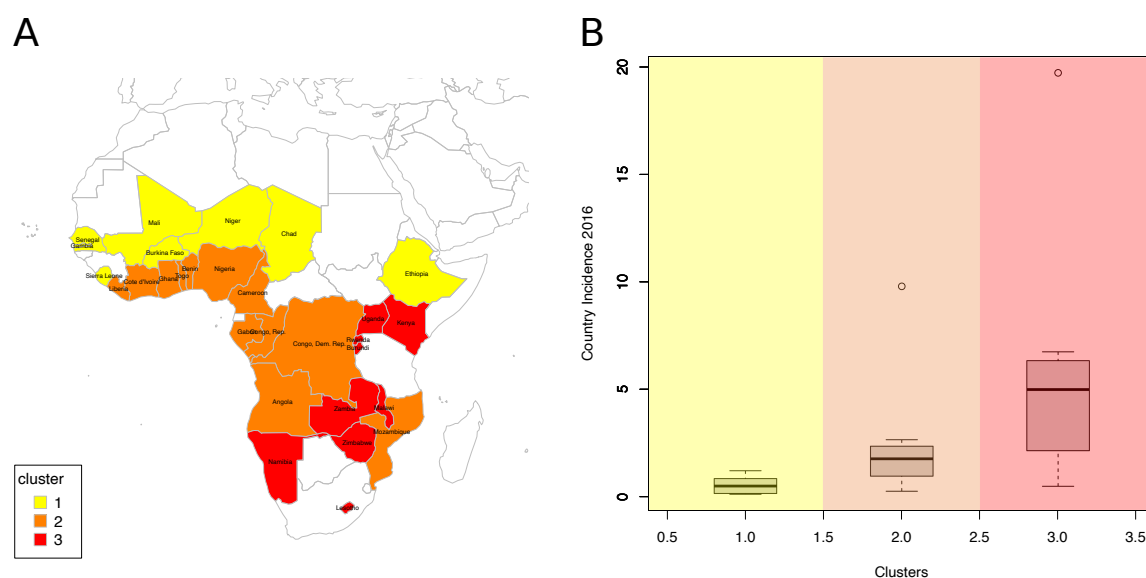 A
Mali
Niger
Chad
Senegal
Gambia
Burkina Faso
Sierra Leone
Liberia
Cote d'Ivoire
Ghana
Togo
Benin
Nigeria
Cameroon
Ethiopia
Gabon
Congo, Rep.
Congo, Dem. Rep.
Uganda
Kenya
Rwanda
Burundi
Angola
Zambia
Malawi
Mozambique
Zimbabwe
Namibia
Lesotho
cluster
1
2
3
B
Country Incidence 2016
20
15
10
5
0
0.5 1.0 1.5 2.0 2.5 3.0 3.5
Clusters